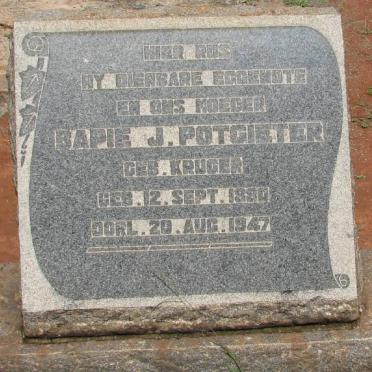 HIER RUS
MY DIERBARE EGGENOTE
EN ONS MOEDER
BAPIE J. POTGIETER
GEB. KRUGER
GEB. 12. SEPT. 1880
OORL. 20. AUG. 1947